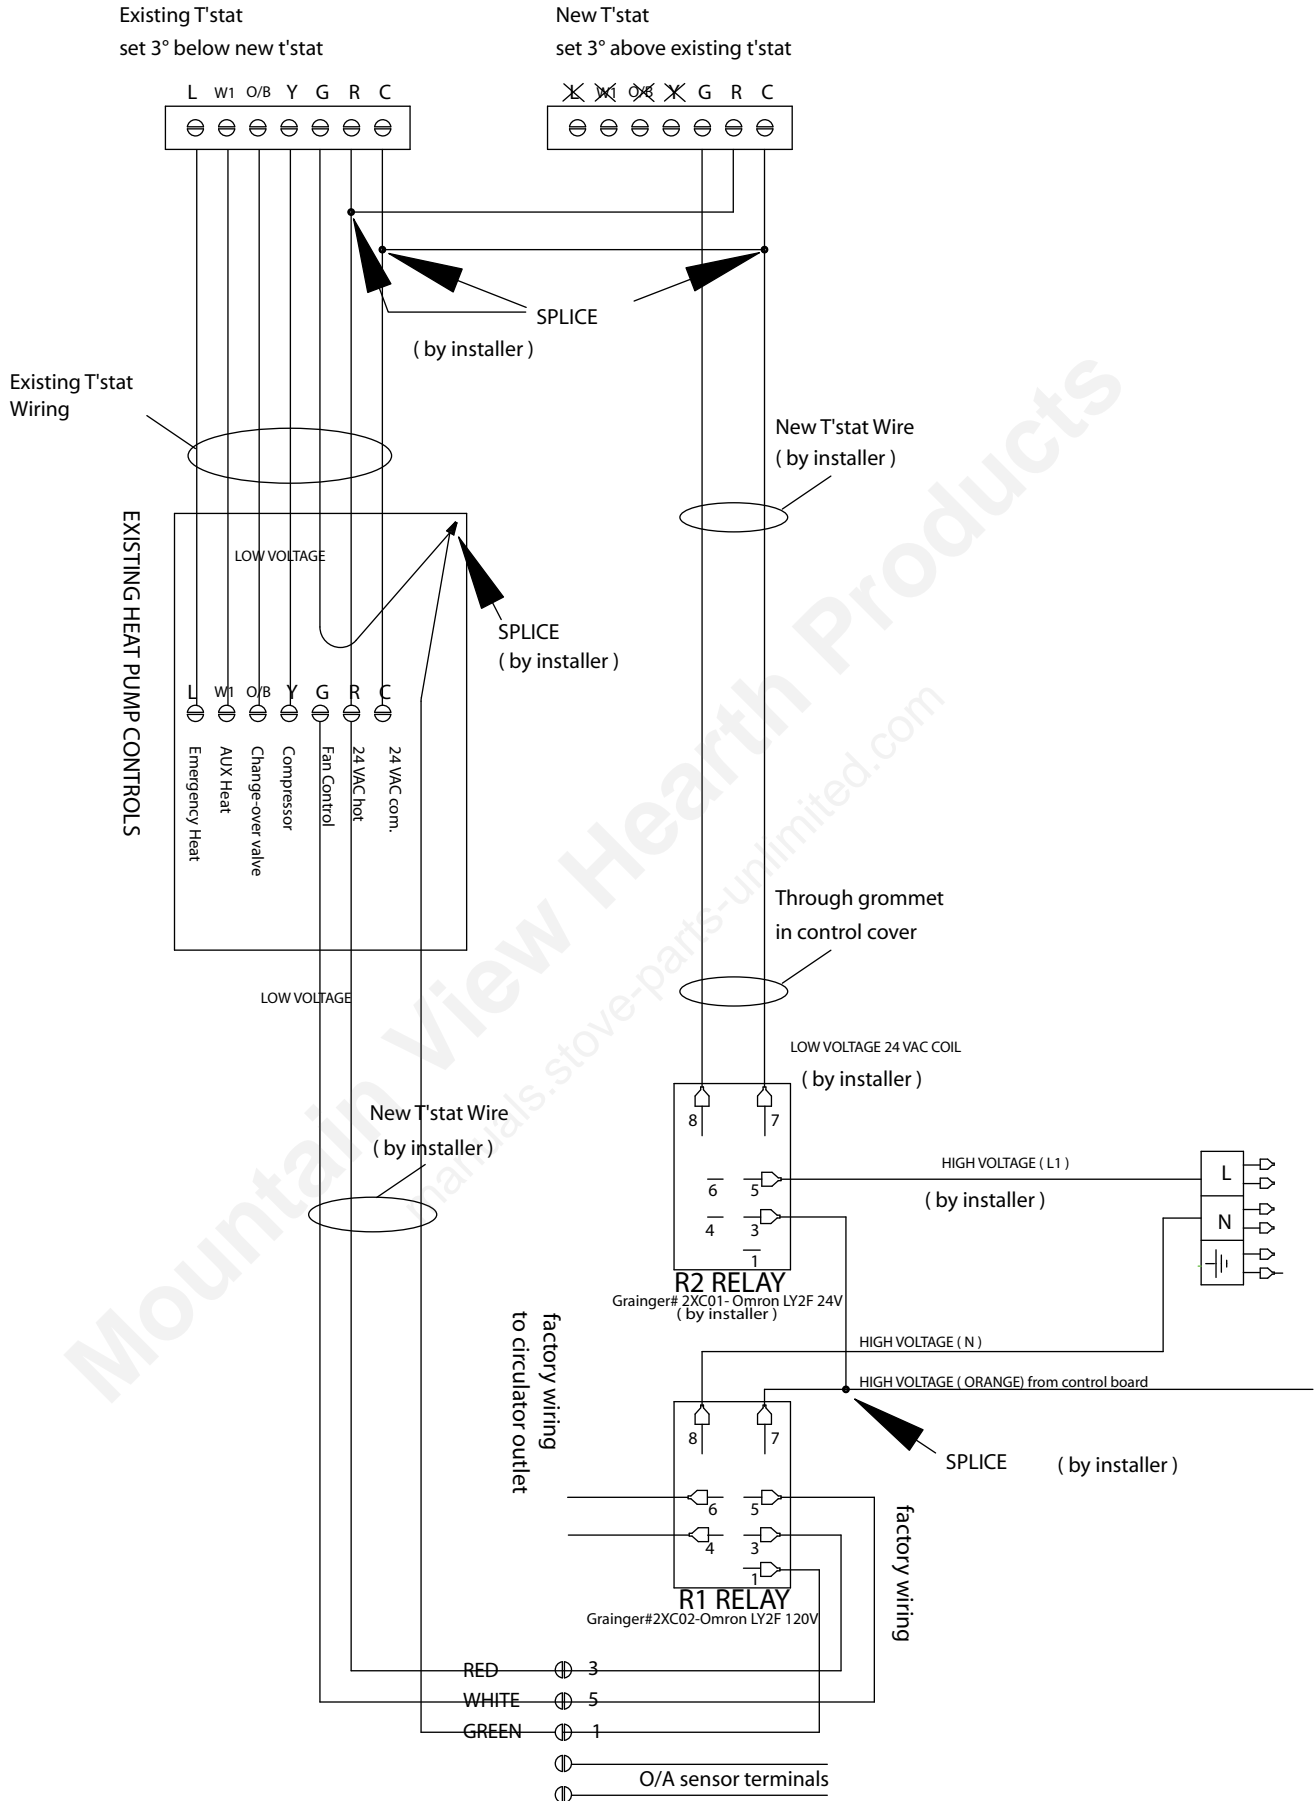 Existing T'stat
set 3° below new t'stat
New T'stat
set 3° above existing t'stat
L W1 O/B Y G R C
L W1 O/B Y G R C
SPLICE
( by installer )
Existing T'stat
Wiring
New T'stat Wire
( by installer )
EXISTING HEAT PUMP CONTROLS
LOW VOLTAGE
SPLICE
( by installer )
L W1 O/B Y G R C
Emergency Heat
AUX Heat
Change-over valve
Compressor
Fan Control
24 VAC hot
24 VAC com.
Through grommet
in control cover
LOW VOLTAGE
LOW VOLTAGE 24 VAC COIL
( by installer )
New T'stat Wire
( by installer )
8 7
6 5
4 3
1
HIGH VOLTAGE ( L1 )
( by installer )
L
N
R2 RELAY
Grainger# 2XC01- Omron LY2F 24V
( by installer )
factory wiring
to circulator outlet
HIGH VOLTAGE ( N )
HIGH VOLTAGE ( ORANGE) from control board
SPLICE
( by installer )
8 7
6 5
4 3
1
R1 RELAY
Grainger#2XC02-Omron LY2F 120V
factory wiring
RED 3
WHITE 5
GREEN 1
O/A sensor terminals
Mountain View Hearth Products
manuals.stove-parts-unlimited.com